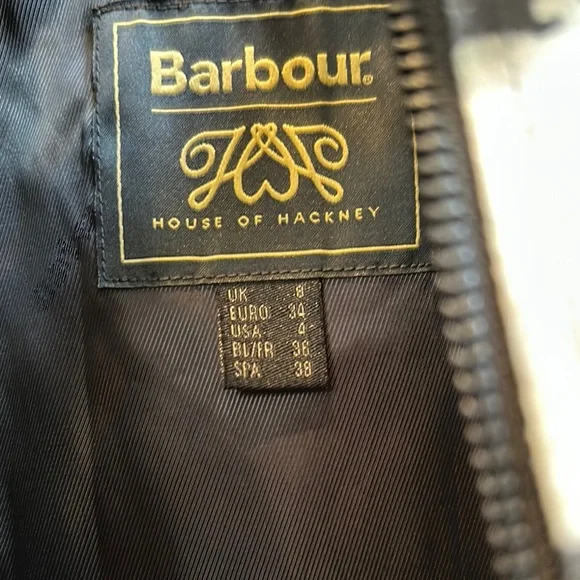 Barbour®
HOUSE OF HACKNEY
UK 8
EURO 34
USA 4
BL/FR 36
SPA 38